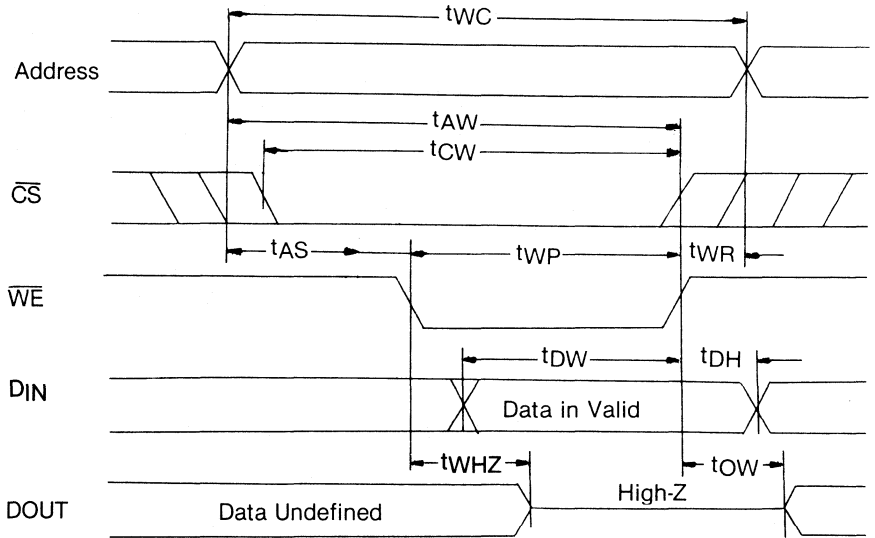 tWC
Address
tAW
tCW
CS
tAS
tWP
tWR
WE
tDW
tDH
DIN
Data in Valid
tWHZ
tOW
High-Z
DOUT
Data Undefined